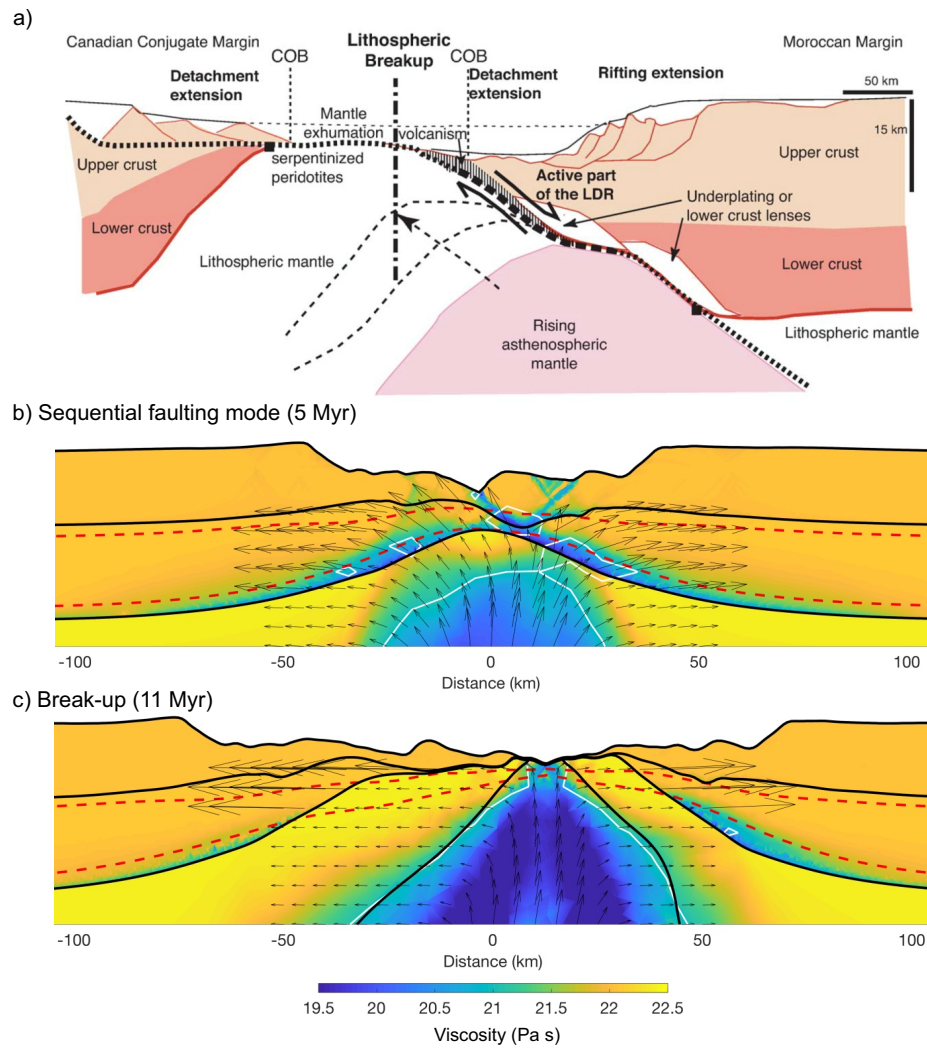 a)
Canadian Conjugate Margin
COB
Lithospheric
Breakup
COB
Moroccan Margin
Detachment
extension
Detachment
extension
Rifting extension
50 km
15 km
Mantle
exhumation
volcanism
serpentinized
peridotites
Upper crust
Active part
of the LDR
Upper crust
Underplating or
lower crust lenses
Lower crust
Lower crust
Lithospheric mantle
Rising
asthenospheric
mantle
Lithospheric mantle
b) Sequential faulting mode (5 Myr)
-100 -50 0 50 100
Distance (km)
c) Break-up (11 Myr)
-100 -50 0 50 100
Distance (km)
19.5 20 20.5 21 21.5 22 22.5
Viscosity (Pa s)